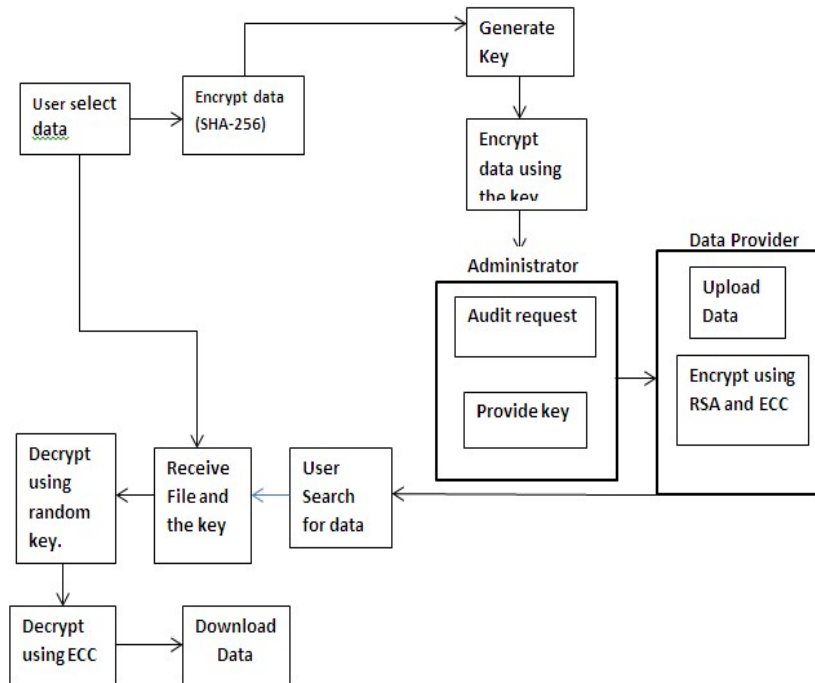 Generate
Key
User select
data
Encrypt data
(SHA-256)
Encrypt
data using
the key
Administrator
Audit request
Provide key
Data Provider
Upload
Data
Encrypt using
RSA and ECC
Decrypt
using
random
key.
Receive
File and
the key
User
Search
for data
Decrypt
using ECC
Download
Data